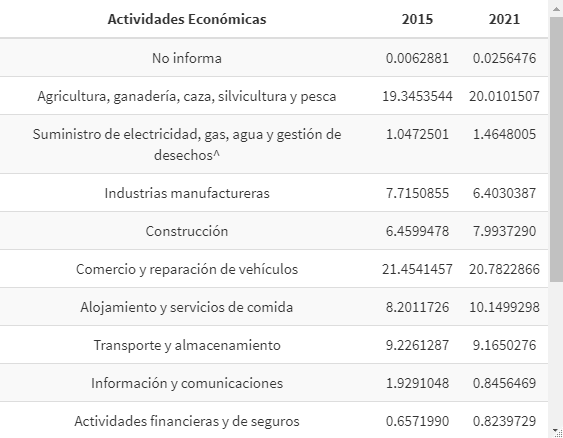 Actividades Económicas 2015 2021
No informa 0.0062881 0.0256476
Agricultura, ganadería, caza, silvicultura y pesca 19.3453544 20.0101507
Suministro de electricidad, gas, agua y gestión de
desechos^ 1.0472501 1.4648005
Industrias manufactureras 7.7150855 6.4030387
Construcción 6.4599478 7.9937290
Comercio y reparación de vehículos 21.4541457 20.7822866
Alojamiento y servicios de comida 8.2011726 10.1499298
Transporte y almacenamiento 9.2261287 9.1650276
Información y comunicaciones 1.9291048 0.8456469
Actividades financieras y de seguros 0.6571990 0.8239729